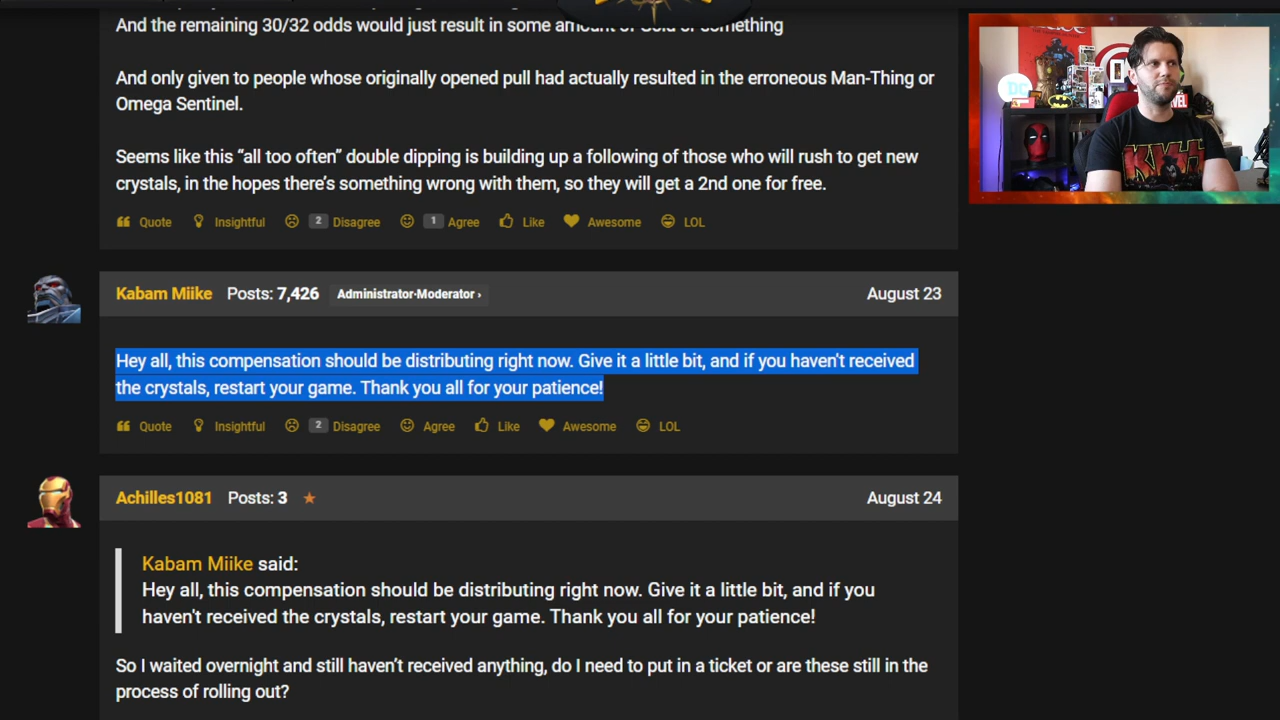 And the remaining 30/32 odds would just result in some amount or Gold or something
And only given to people whose originally opened pull had actually resulted in the erroneous Man-Thing or
Omega Sentinel.
Seems like this “all too often” double dipping is building up a following of those who will rush to get new
crystals, in the hopes there’s something wrong with them, so they will get a 2nd one for free.
Quote Insightful 2 Disagree 1 Agree Like Awesome LOL
Kabam Miike Posts: 7,426 Administrator·Moderator › August 23
Hey all, this compensation should be distributing right now. Give it a little bit, and if you haven't received
the crystals, restart your game. Thank you all for your patience!
Quote Insightful 2 Disagree Agree Like Awesome LOL
Achilles1081 Posts: 3 ★ August 24
Kabam Miike said:
Hey all, this compensation should be distributing right now. Give it a little bit, and if you
haven't received the crystals, restart your game. Thank you all for your patience!
So I waited overnight and still haven’t received anything, do I need to put in a ticket or are these still in the
process of rolling out?
DC